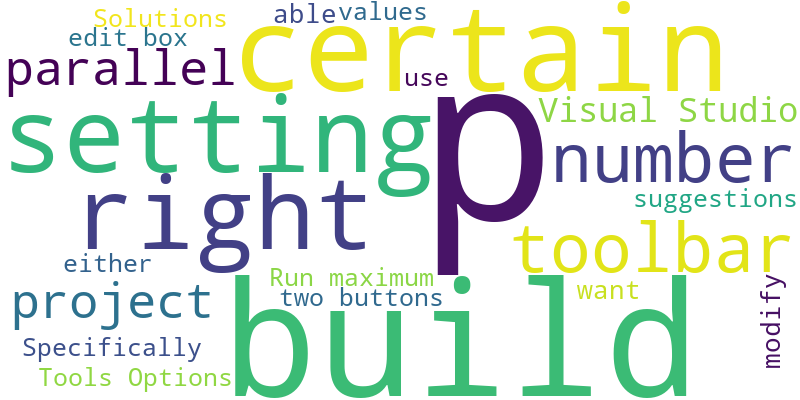 Solutions
able
values
edit box
certain
parallel
use
setting
p
Visual Studio
number
right
suggestions
toolbar
either
Run maximum
project
two buttons
want
build
modify
Specifically
Tools Options